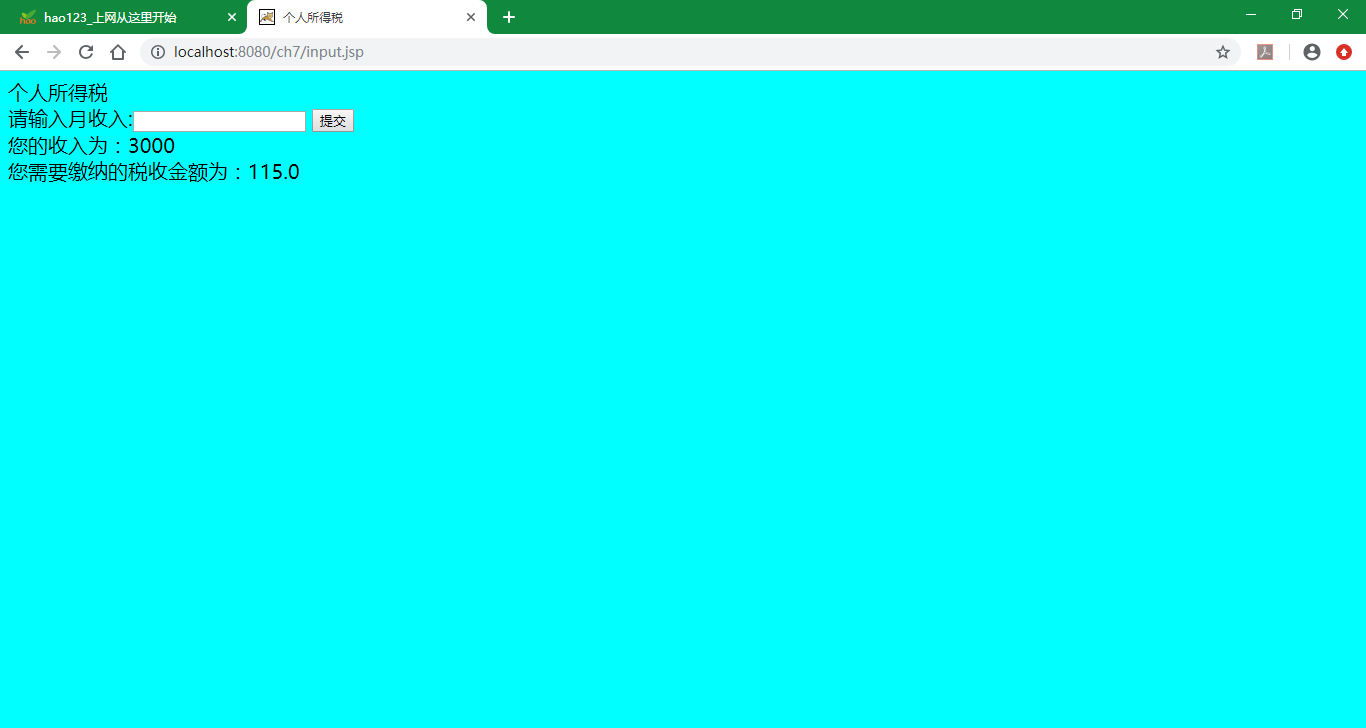 hao123_上网从这里开始
个人所得税
localhost:8080/ch7/input.jsp
个人所得税
请输入月收入: 提交
您的收入为：3000
您需要缴纳的税收金额为：115.0